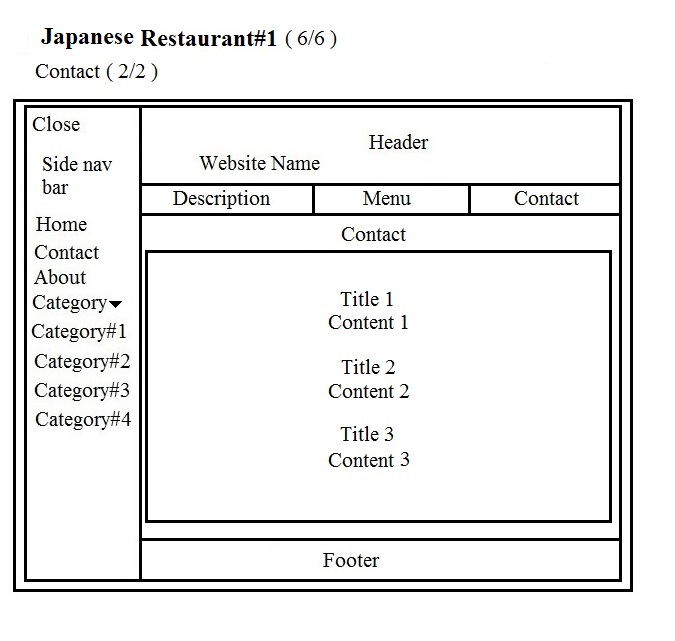 Japanese Restaurant#1 ( 6/6 )
Contact ( 2/2 )
Close
Side nav
bar
Home
Contact
About
Category
Category#1
Category#2
Category#3
Category#4
Header
Website Name
Description
Menu
Contact
Contact
Title 1
Content 1
Title 2
Content 2
Title 3
Content 3
Footer